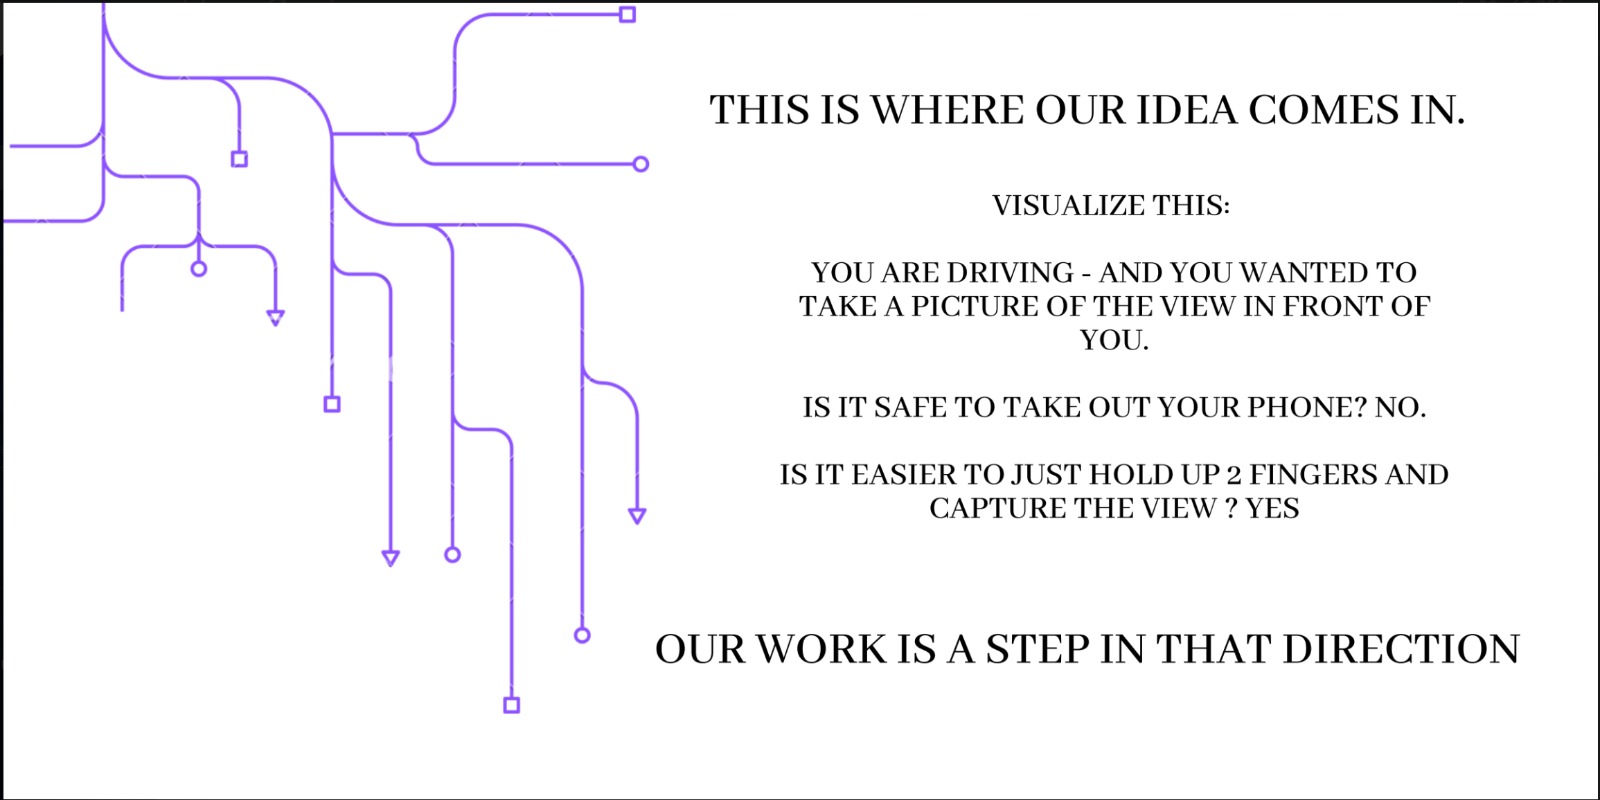 THIS IS WHERE OUR IDEA COMES IN.
VISUALIZE THIS:
YOU ARE DRIVING - AND YOU WANTED TO
TAKE A PICTURE OF THE VIEW IN FRONT OF
YOU.
IS IT SAFE TO TAKE OUT YOUR PHONE? NO.
IS IT EASIER TO JUST HOLD UP 2 FINGERS AND
CAPTURE THE VIEW ? YES
OUR WORK IS A STEP IN THAT DIRECTION